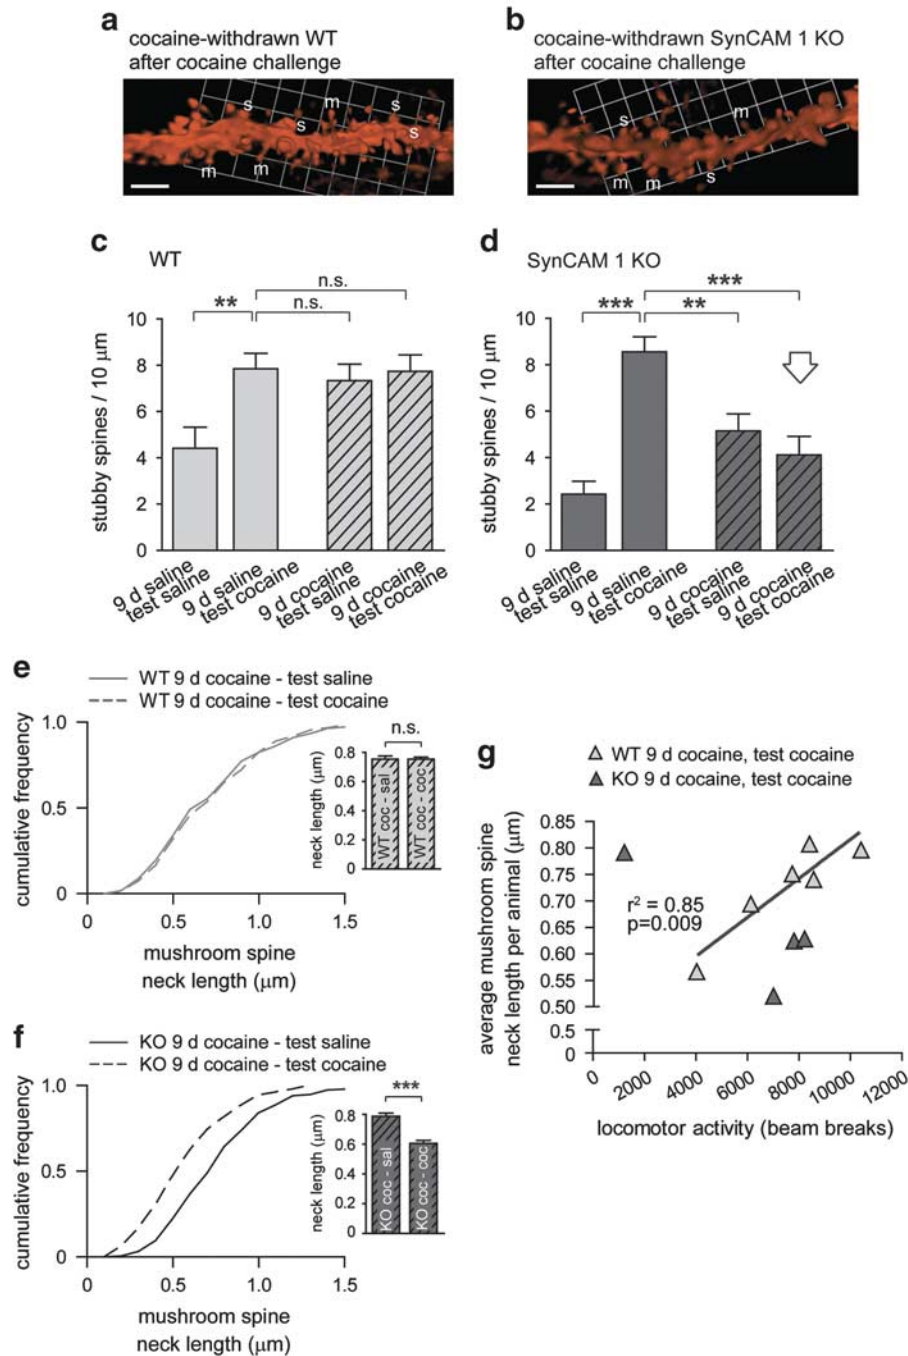 a
cocaine-withdrawn WT
after cocaine challenge
s
m
s
s
s
m
m
b
cocaine-withdrawn SynCAM 1 KO
after cocaine challenge
s
m
m
m
s
c
WT
n.s.
**
n.s.
10
8
6
4
2
0
stubby spines / 10 μm
9 d saline
test saline
9 d saline
test cocaine
9 d cocaine
test saline
9 d cocaine
test cocaine
d
SynCAM 1 KO
***
***
**
10
8
6
4
2
0
stubby spines / 10 μm
9 d saline
test saline
9 d saline
test cocaine
9 d cocaine
test saline
9 d cocaine
test cocaine
e
WT 9 d cocaine - test saline
WT 9 d cocaine - test cocaine
cumulative frequency
1.0
0.5
0
0
0.5
1.0
1.5
mushroom spine
neck length (μm)
n.s.
neck length (μm)
0.8
0.6
0.4
0.2
0
WT coc - sal
WT coc - coc
f
KO 9 d cocaine - test saline
KO 9 d cocaine - test cocaine
cumulative frequency
1.0
0.5
0
0
0.5
1.0
1.5
mushroom spine
neck length (μm)
***
neck length (μm)
0.8
0.6
0.4
0.2
0
KO coc - sal
KO coc - coc
g
WT 9 d cocaine, test cocaine
KO 9 d cocaine, test cocaine
average mushroom spine
neck length per animal (μm)
0.85
0.80
0.75
0.70
0.65
0.60
0.55
0.50
0.5
0
r² = 0.85
p=0.009
0
2000
4000
6000
8000
10000
12000
locomotor activity (beam breaks)